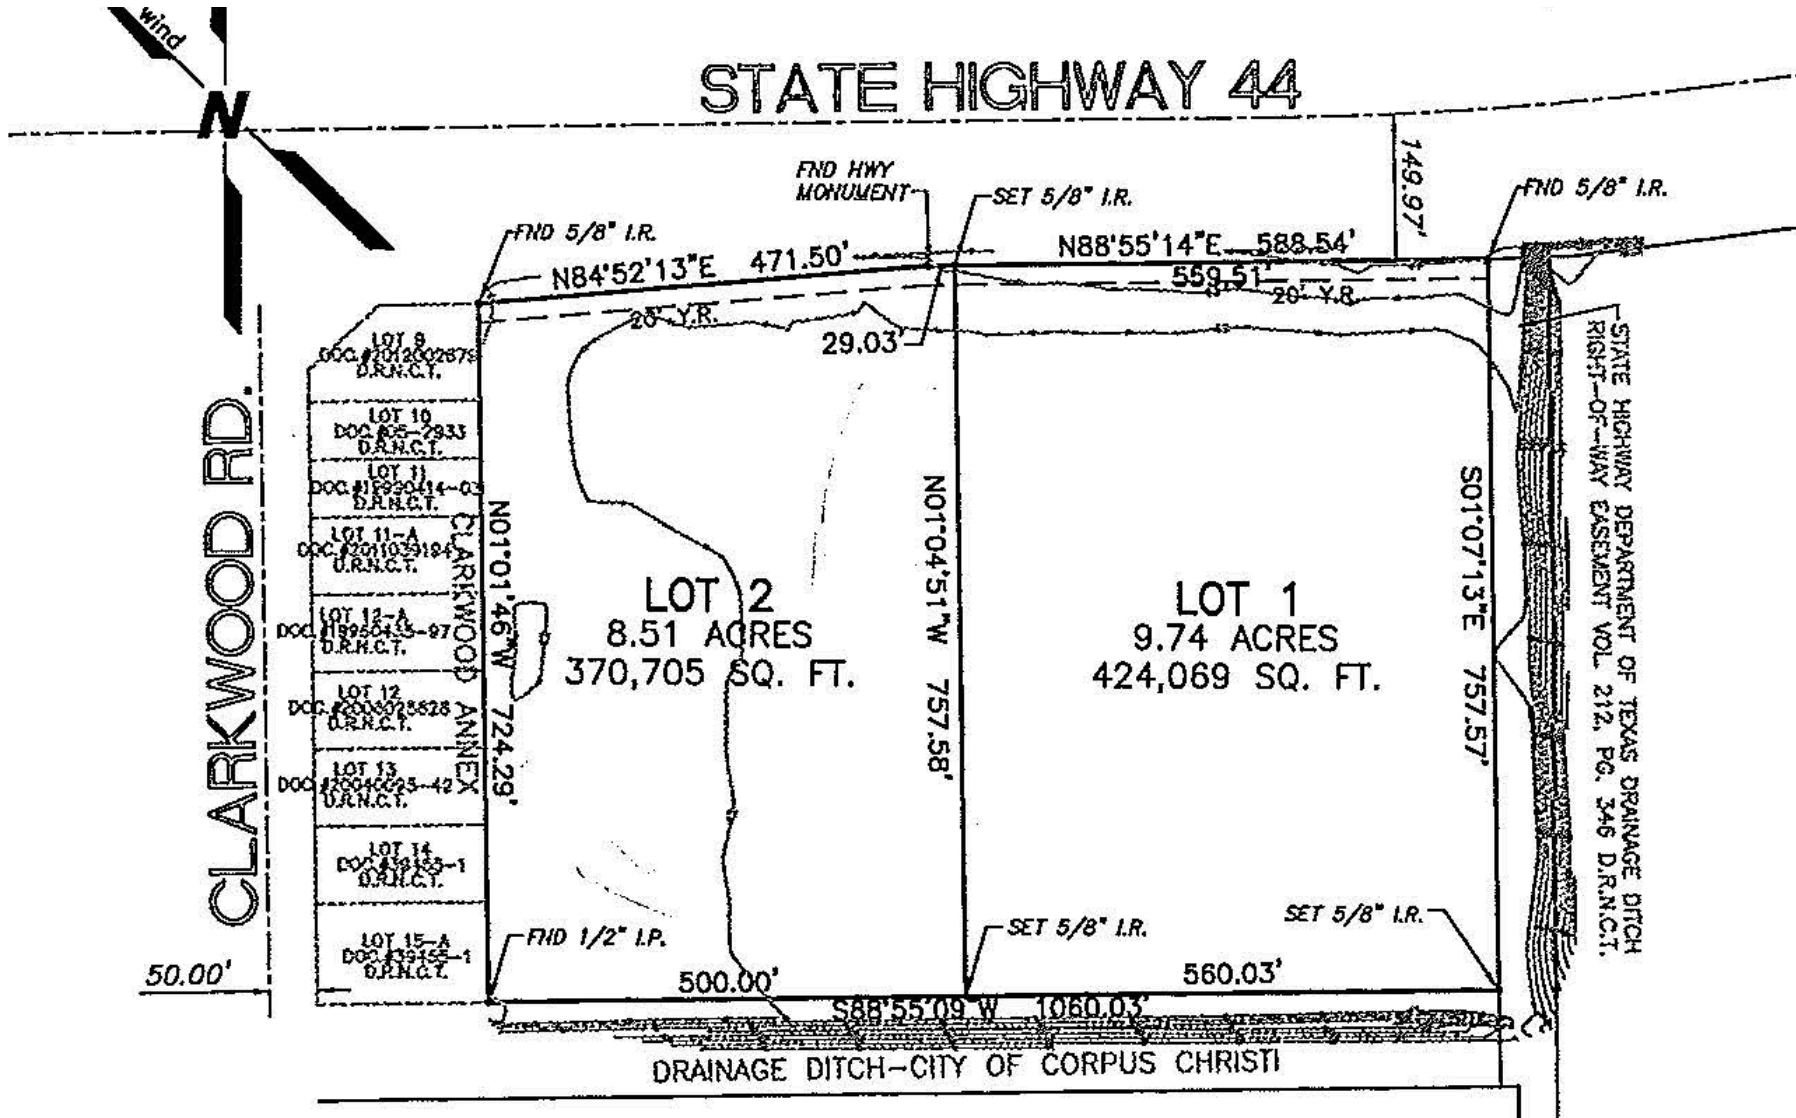 wind
N
STATE HIGHWAY 44
149.97'
FND HWY
MONUMENT
SET 5/8" I.R.
FND 5/8" I.R.
FND 5/8" I.R.
N84°52'13"E 471.50'
N88°55'14"E 588.54'
559.51'
20' Y.R.
20' Y.R.
29.03'
CLARKWOOD RD.
LOT 9
D.R.N.C.T.
LOT 10
D.R.N.C.T.
LOT 11
D.R.N.C.T.
LOT 11-A
D.R.N.C.T.
LOT 12-A
D.R.N.C.T.
LOT 12
D.R.N.C.T.
LOT 13
D.R.N.C.T.
LOT 14
D.R.N.C.T.
LOT 15-A
D.R.N.C.T.
CLARKWOOD ANNEX
N01°01'46"W 724.29'
LOT 2
8.51 ACRES
370,705 SQ. FT.
N01°04'51"W 757.58'
LOT 1
9.74 ACRES
424,069 SQ. FT.
S01°07'13"E 757.57'
STATE HIGHWAY DEPARTMENT OF TEXAS DRAINAGE DITCH
RIGHT-OF-WAY EASEMENT VOL. 212, PG. 346 D.R.N.C.T.
FND 1/2" I.P.
SET 5/8" I.R.
SET 5/8" I.R.
50.00'
500.00'
560.03'
S88°55'09"W 1060.03'
DRAINAGE DITCH-CITY OF CORPUS CHRISTI